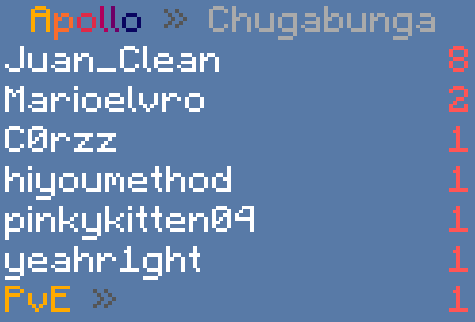 Apollo » Chugabunga
Juan_Clean 8
Marioelvro 2
C0rzz 1
hiyoumethod 1
pinkykitten04 1
yeahr1ght 1
PvE » 1